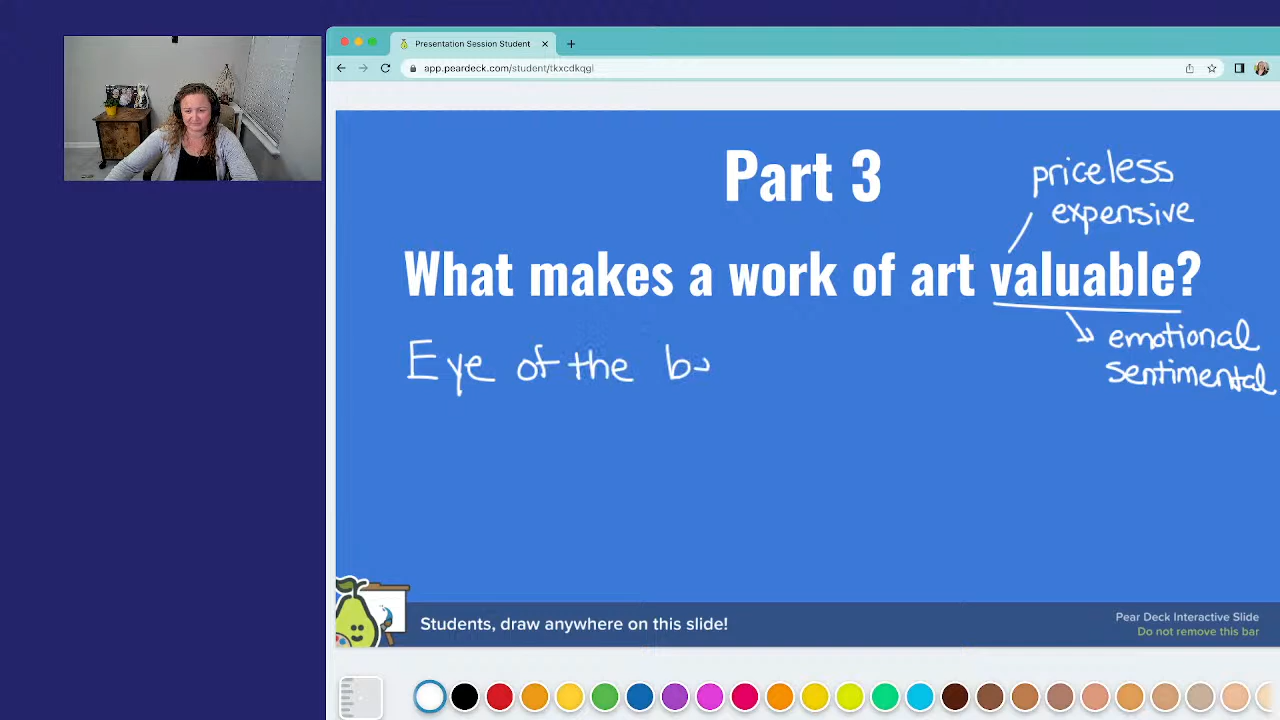 Presentation Session Student
app.peardeck.com/student/tkxcdkqgl
Part 3
priceless
expensive
What makes a work of art valuable?
emotional
sentimental
Eye of the
Students, draw anywhere on this slide!
Pear Deck Interactive Slide
Do not remove this bar